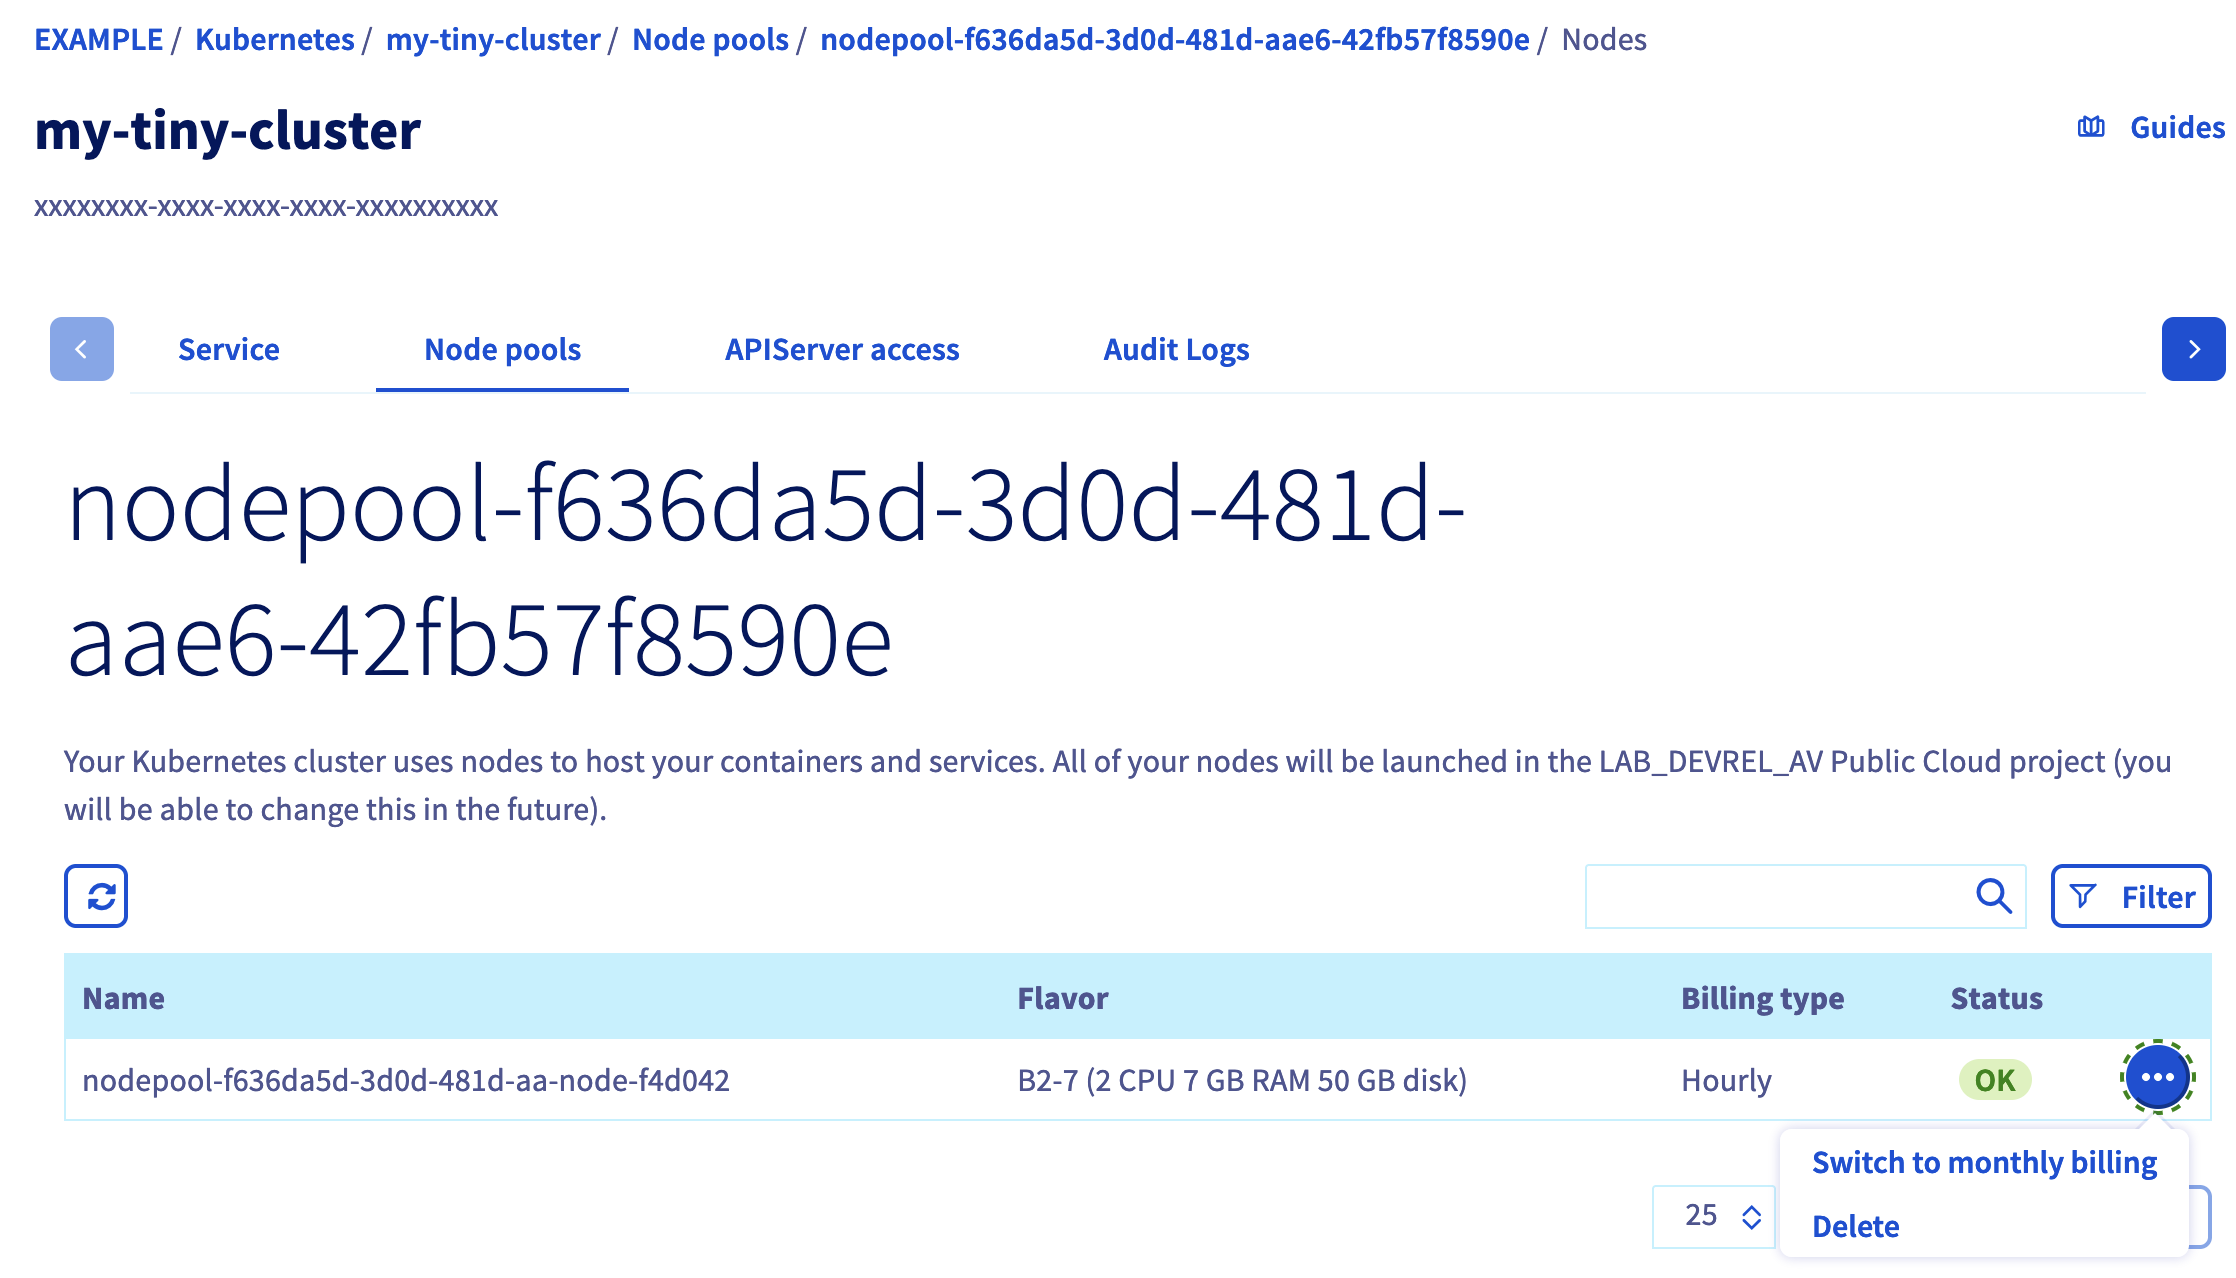 EXAMPLE / Kubernetes / my-tiny-cluster / Node pools / nodepool-f636da5d-3d0d-481d-aae6-42fb57f8590e / Nodes
my-tiny-cluster
Guides
xxxxxxxx-xxxx-xxxx-xxxx-xxxxxxxxxx
Service Node pools APIServer access Audit Logs
nodepool-f636da5d-3d0d-481d-
aae6-42fb57f8590e
Your Kubernetes cluster uses nodes to host your containers and services. All of your nodes will be launched in the LAB_DEVREL_AV Public Cloud project (you
will be able to change this in the future).
Filter
Name Flavor Billing type Status
nodepool-f636da5d-3d0d-481d-aa-node-f4d042 B2-7 (2 CPU 7 GB RAM 50 GB disk) Hourly OK
Switch to monthly billing
25
Delete